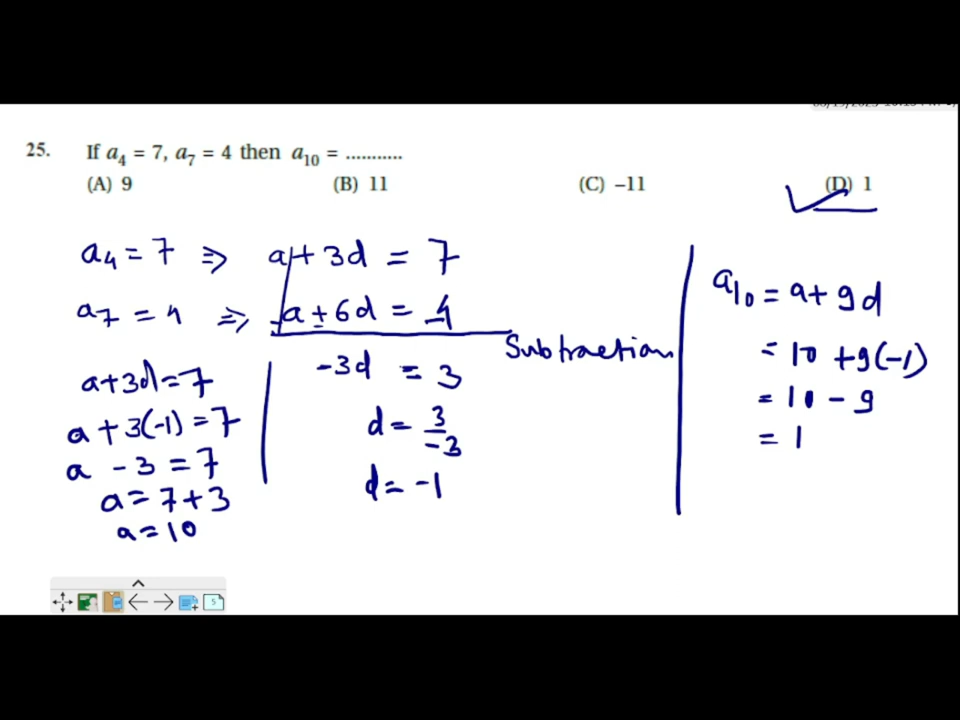 25. If a₄ = 7, a₇ = 4 then a₁₀ = ...........
(A) 9 (B) 11 (C) –11 (D) 1
a₄ = 7 ⇒ a + 3d = 7
a₇ = 4 ⇒ a + 6d = 4
Subtraction
-3d = 3
d = 3/-3
d = -1
a + 3d = 7
a + 3(-1) = 7
a - 3 = 7
a = 7 + 3
a = 10
a₁₀ = a + 9d
= 10 + 9(-1)
= 10 - 9
= 1
5